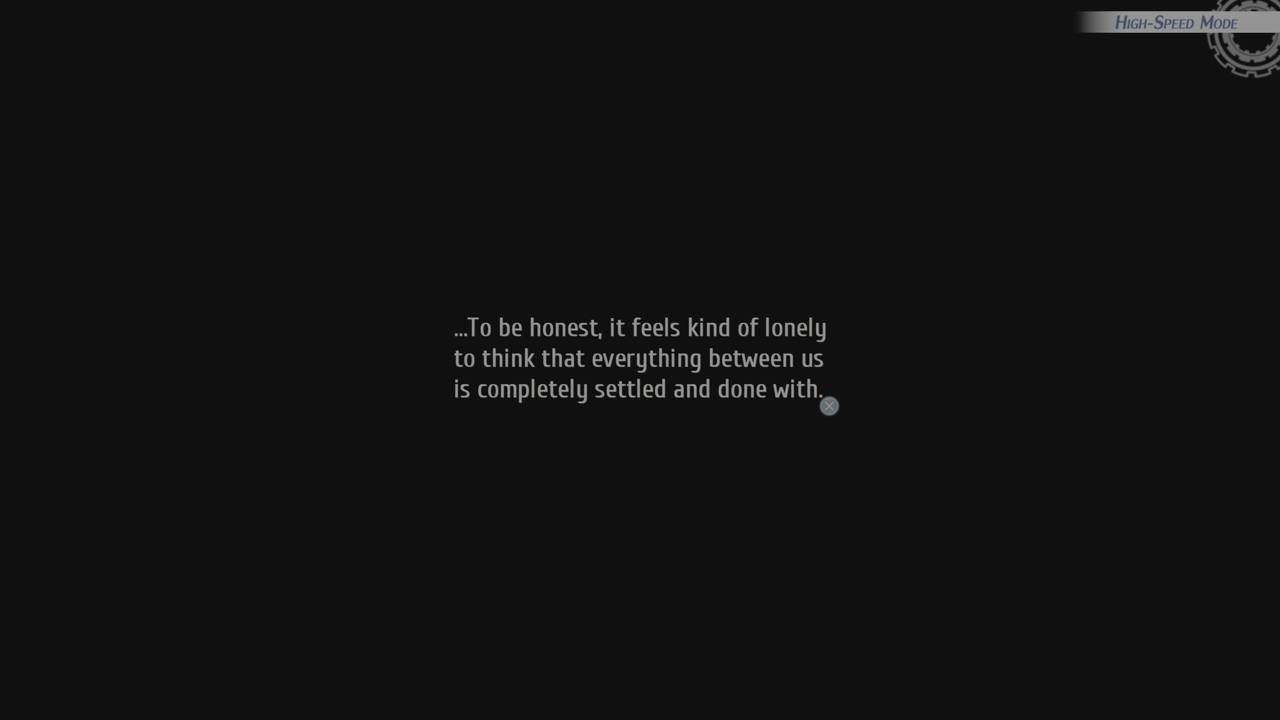 High-Speed Mode
...To be honest, it feels kind of lonely
to think that everything between us
is completely settled and done with.